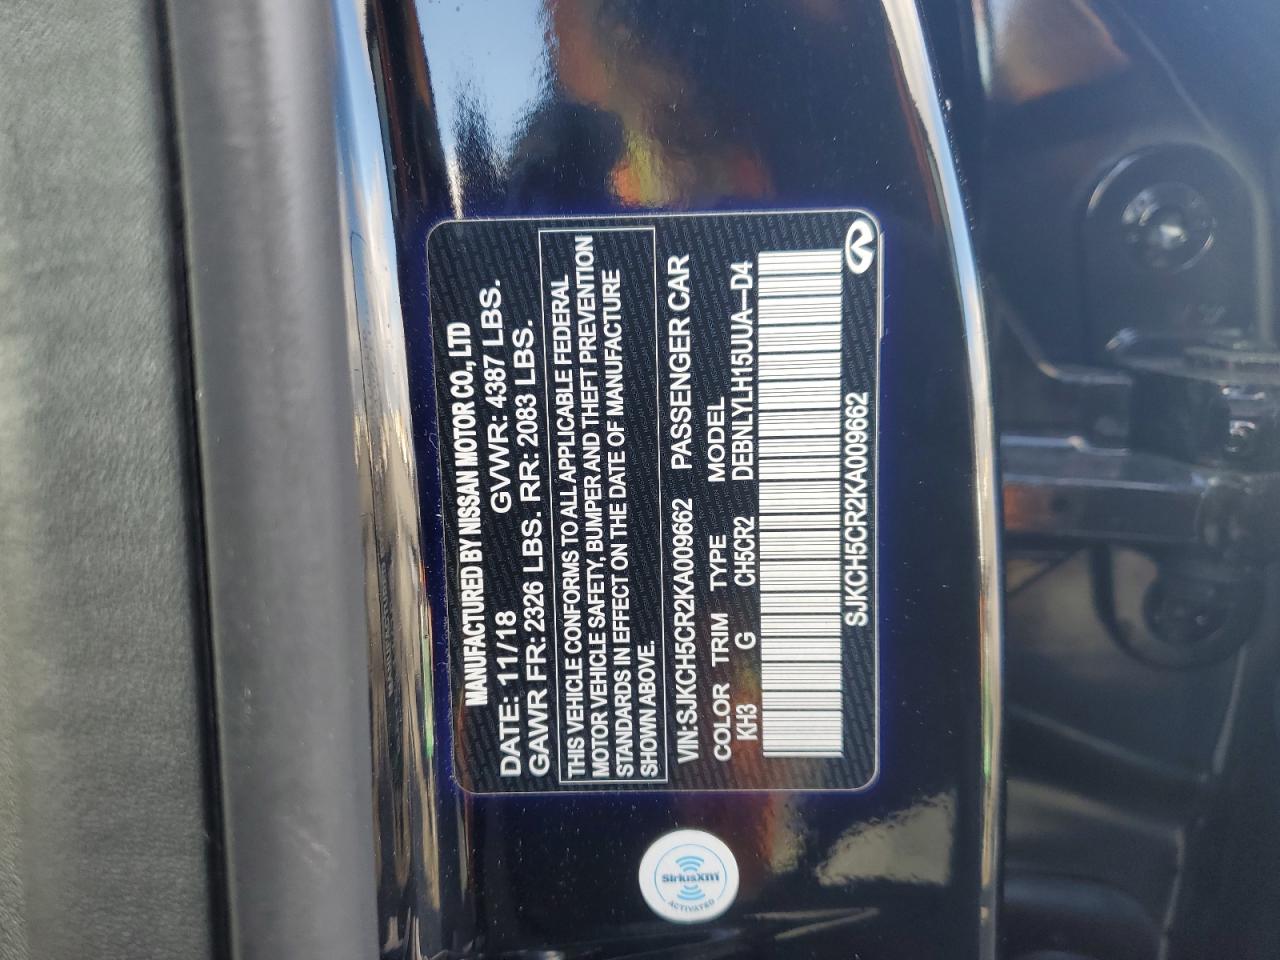 MANUFACTURED BY NISSAN MOTOR CO., LTD
DATE: 11/18 GVWR: 4387 LBS.
GAWR FR: 2326 LBS. RR: 2083 LBS.
THIS VEHICLE CONFORMS TO ALL APPLICABLE FEDERAL
MOTOR VEHICLE SAFETY, BUMPER AND THEFT PREVENTION
STANDARDS IN EFFECT ON THE DATE OF MANUFACTURE
SHOWN ABOVE.
VIN:SJKCH5CR2KA009662 PASSENGER CAR
COLOR TRIM TYPE MODEL
KH3 G CH5CR2 DEBNLYLH15UUA—D4
SJKCH5CR2KA009662
SiriusXM
ACTIVATED